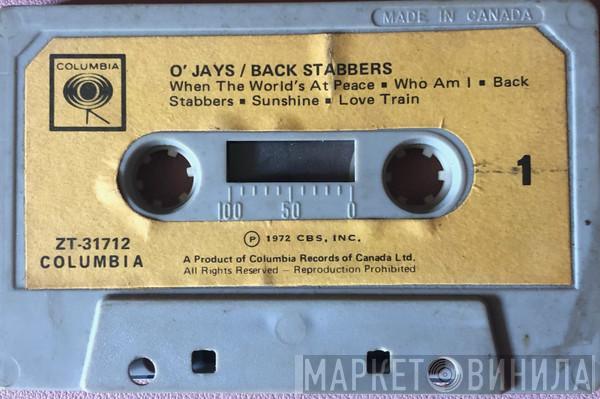 MADE IN CANADA
COLUMBIA
O' JAYS / BACK STABBERS
When The World's At Peace ▪ Who Am I ▪ Back
Stabbers ▪ Sunshine ▪ Love Train
1
100 50 0
ZT-31712
COLUMBIA
Ⓟ 1972 CBS, INC.
A Product of Columbia Records of Canada Ltd.
All Rights Reserved — Reproduction Prohibited
МАРКЕТ ВИНИЛА